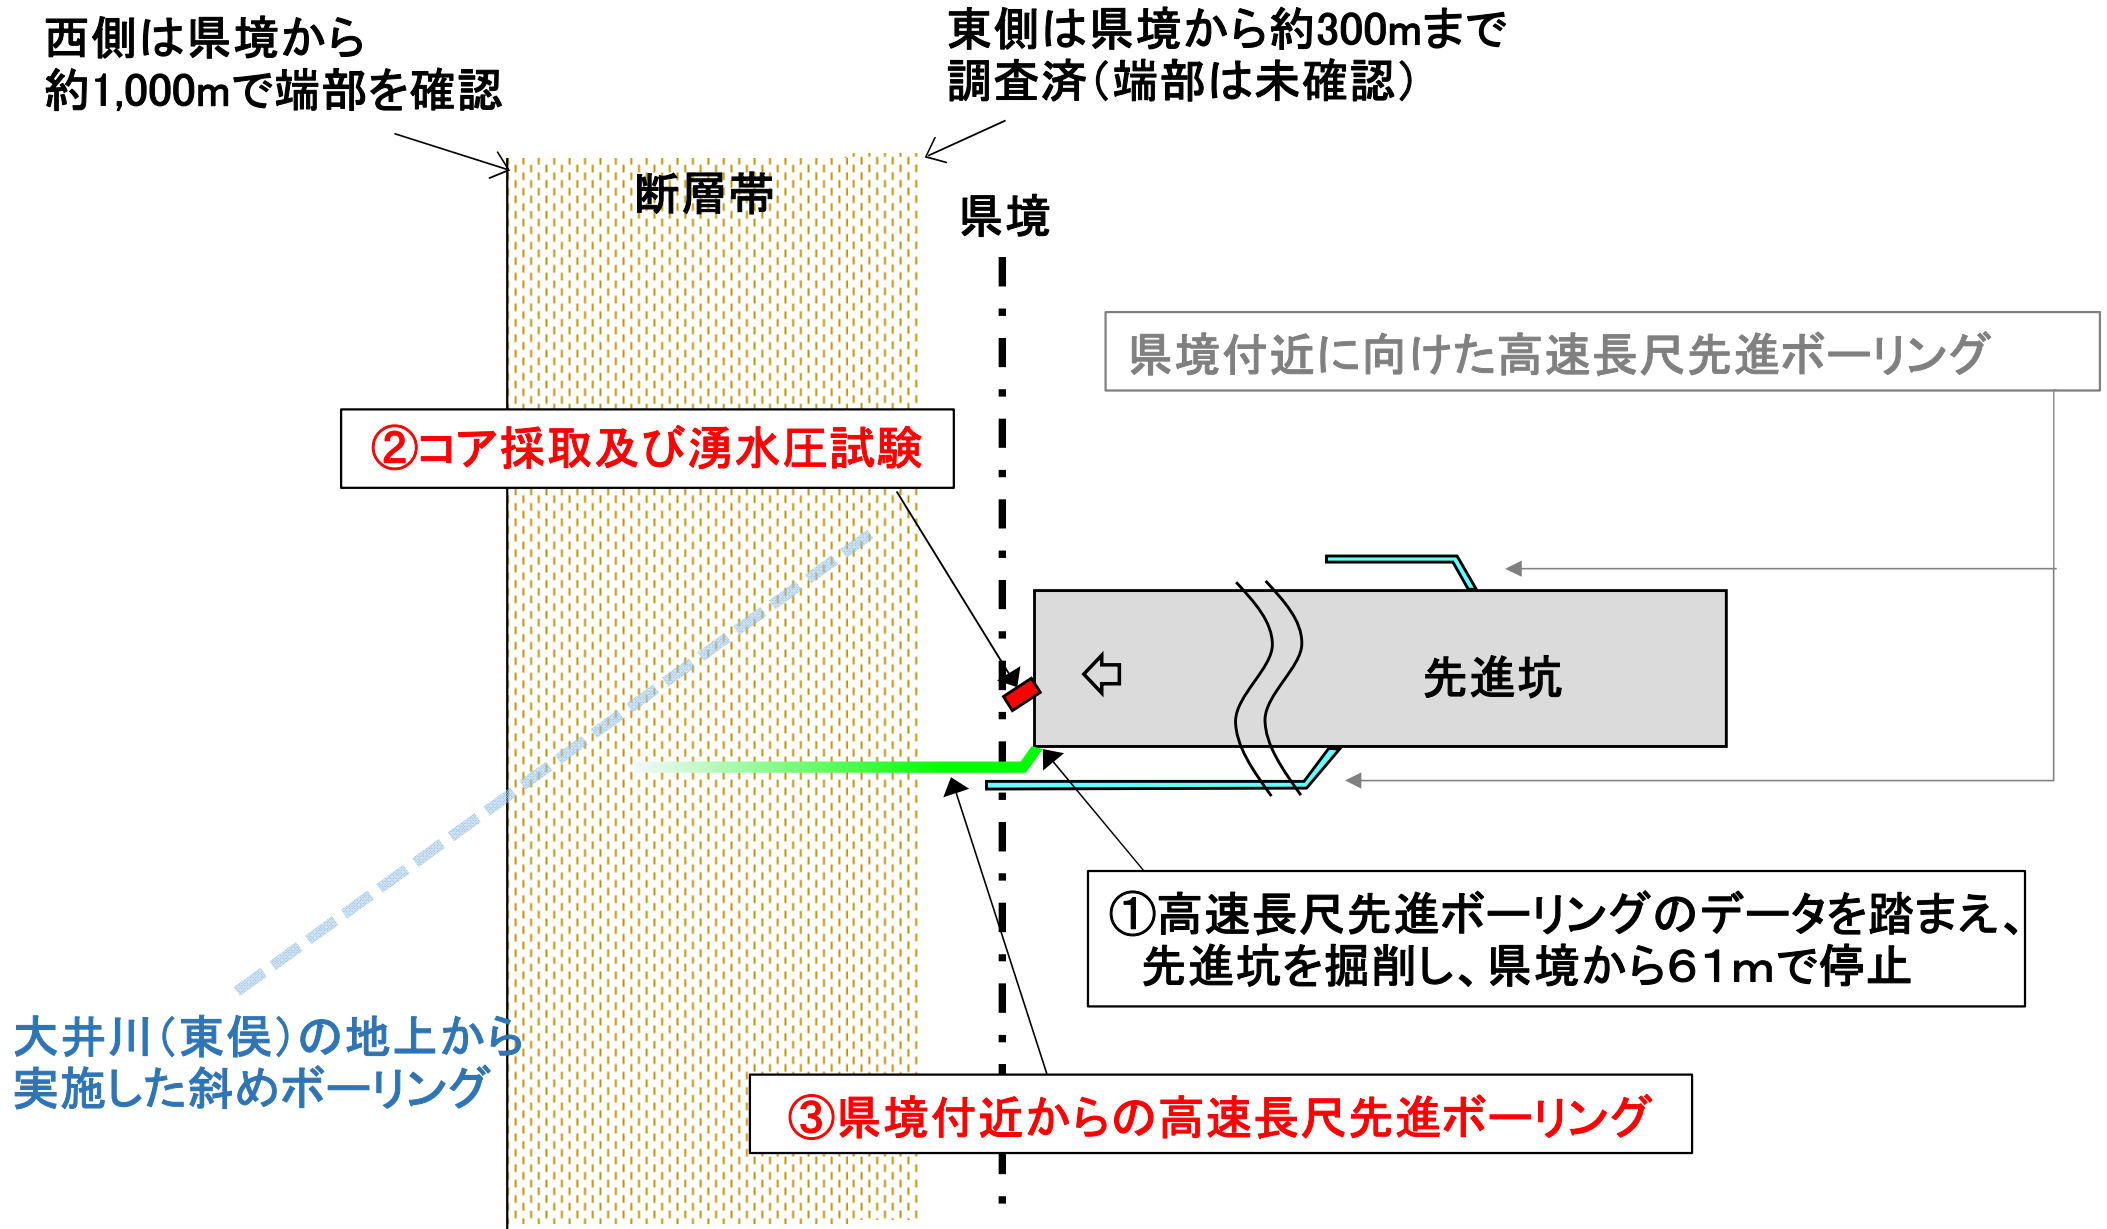 西側は県境から
約1,000mで端部を確認
東側は県境から約300mまで
調査済(端部は未確認)
断層帯
県境
県境付近に向けた高速長尺先進ボーリング
②コア採取及び湧水圧試験
先進坑
①高速長尺先進ボーリングのデータを踏まえ、
先進坑を掘削し、県境から61mで停止
大井川(東俣)の地上から
実施した斜めボーリング
③県境付近からの高速長尺先進ボーリング